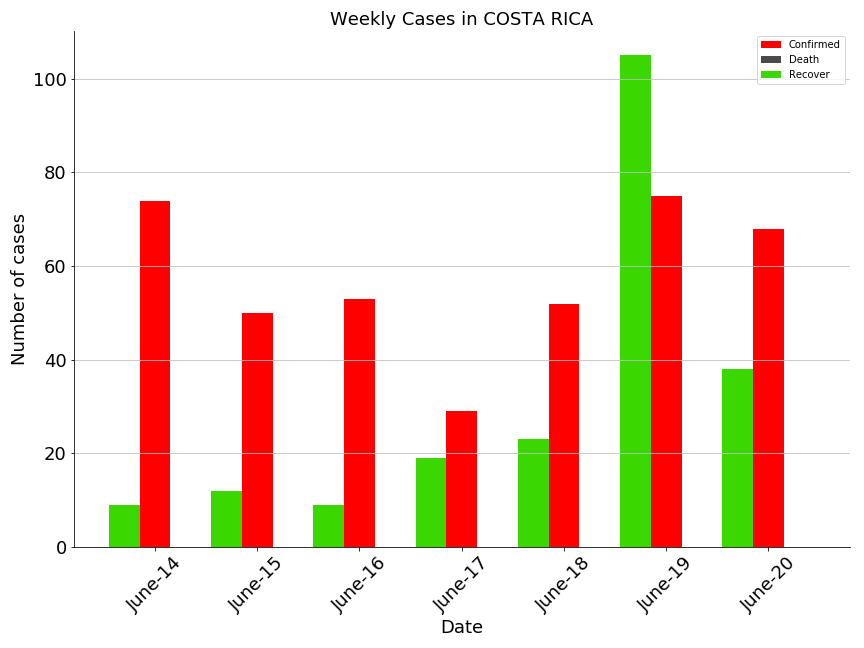 Weekly Cases in COSTA RICA
Confirmed
Death
Recover
100
80
60
40
20
0
Number of cases
June-14
June-15
June-16
June-17
June-18
June-19
June-20
Date